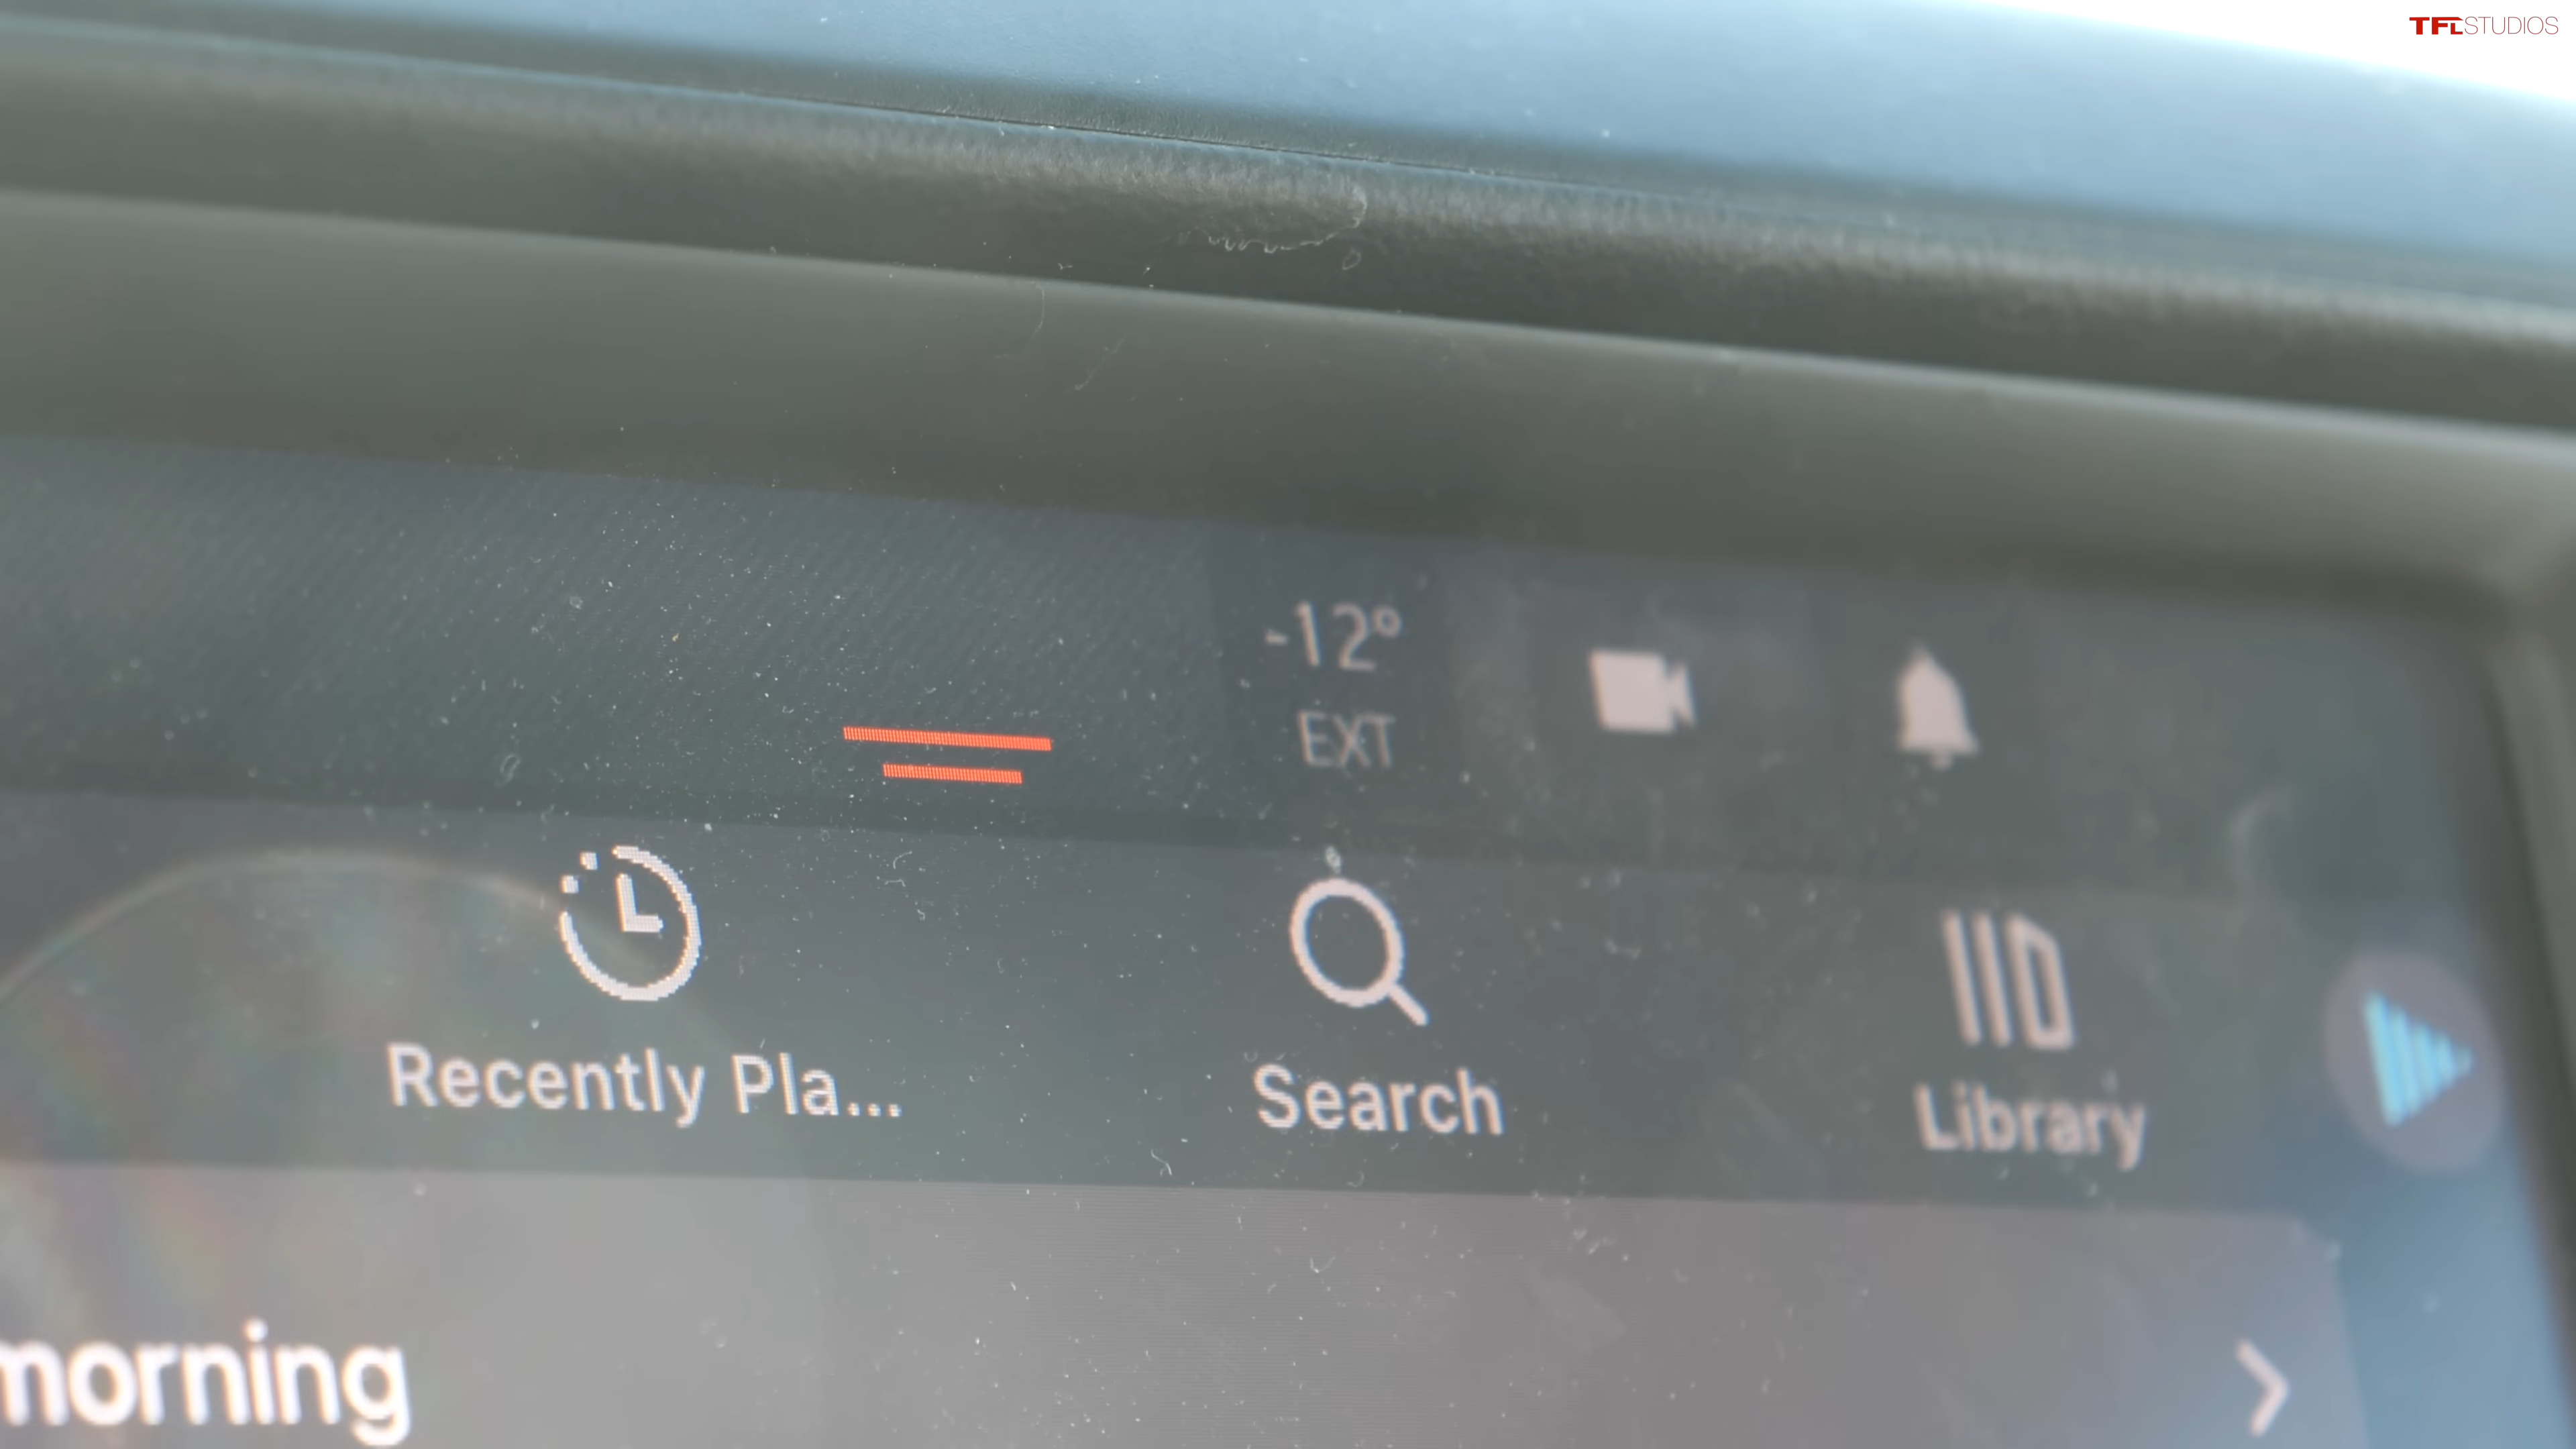 TFLSTUDIOS
-12°
EXT
Recently Pla...
Search
Library
morning